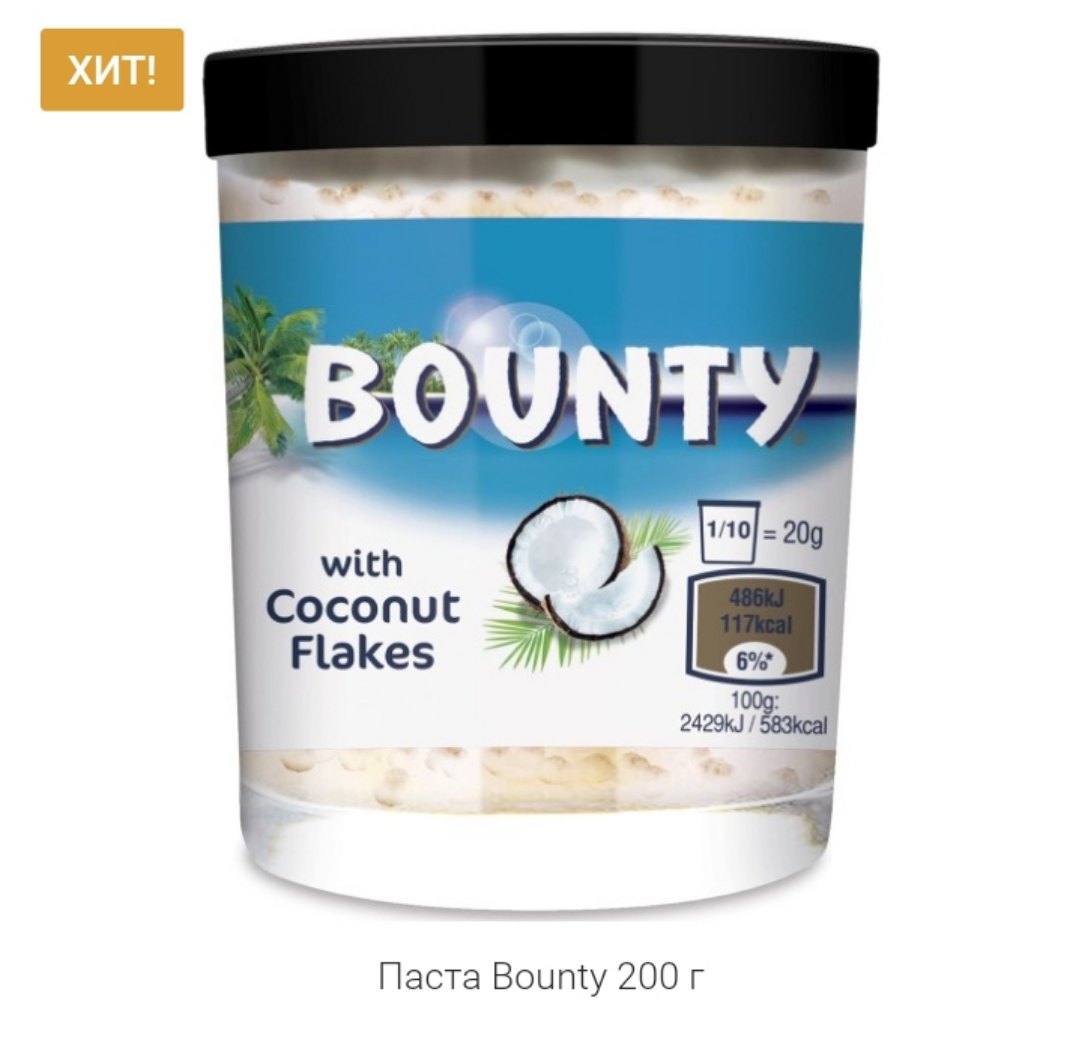 ХИТ!
BOUNTY
with
Coconut
Flakes
1/10 = 20g
486kJ
117kcal
6%*
100g:
2429kJ / 583kcal
Паста Bounty 200 г